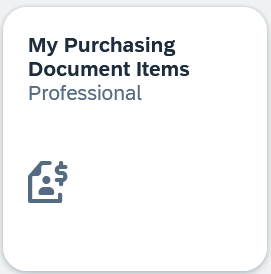 My Purchasing
Document Items
Professional